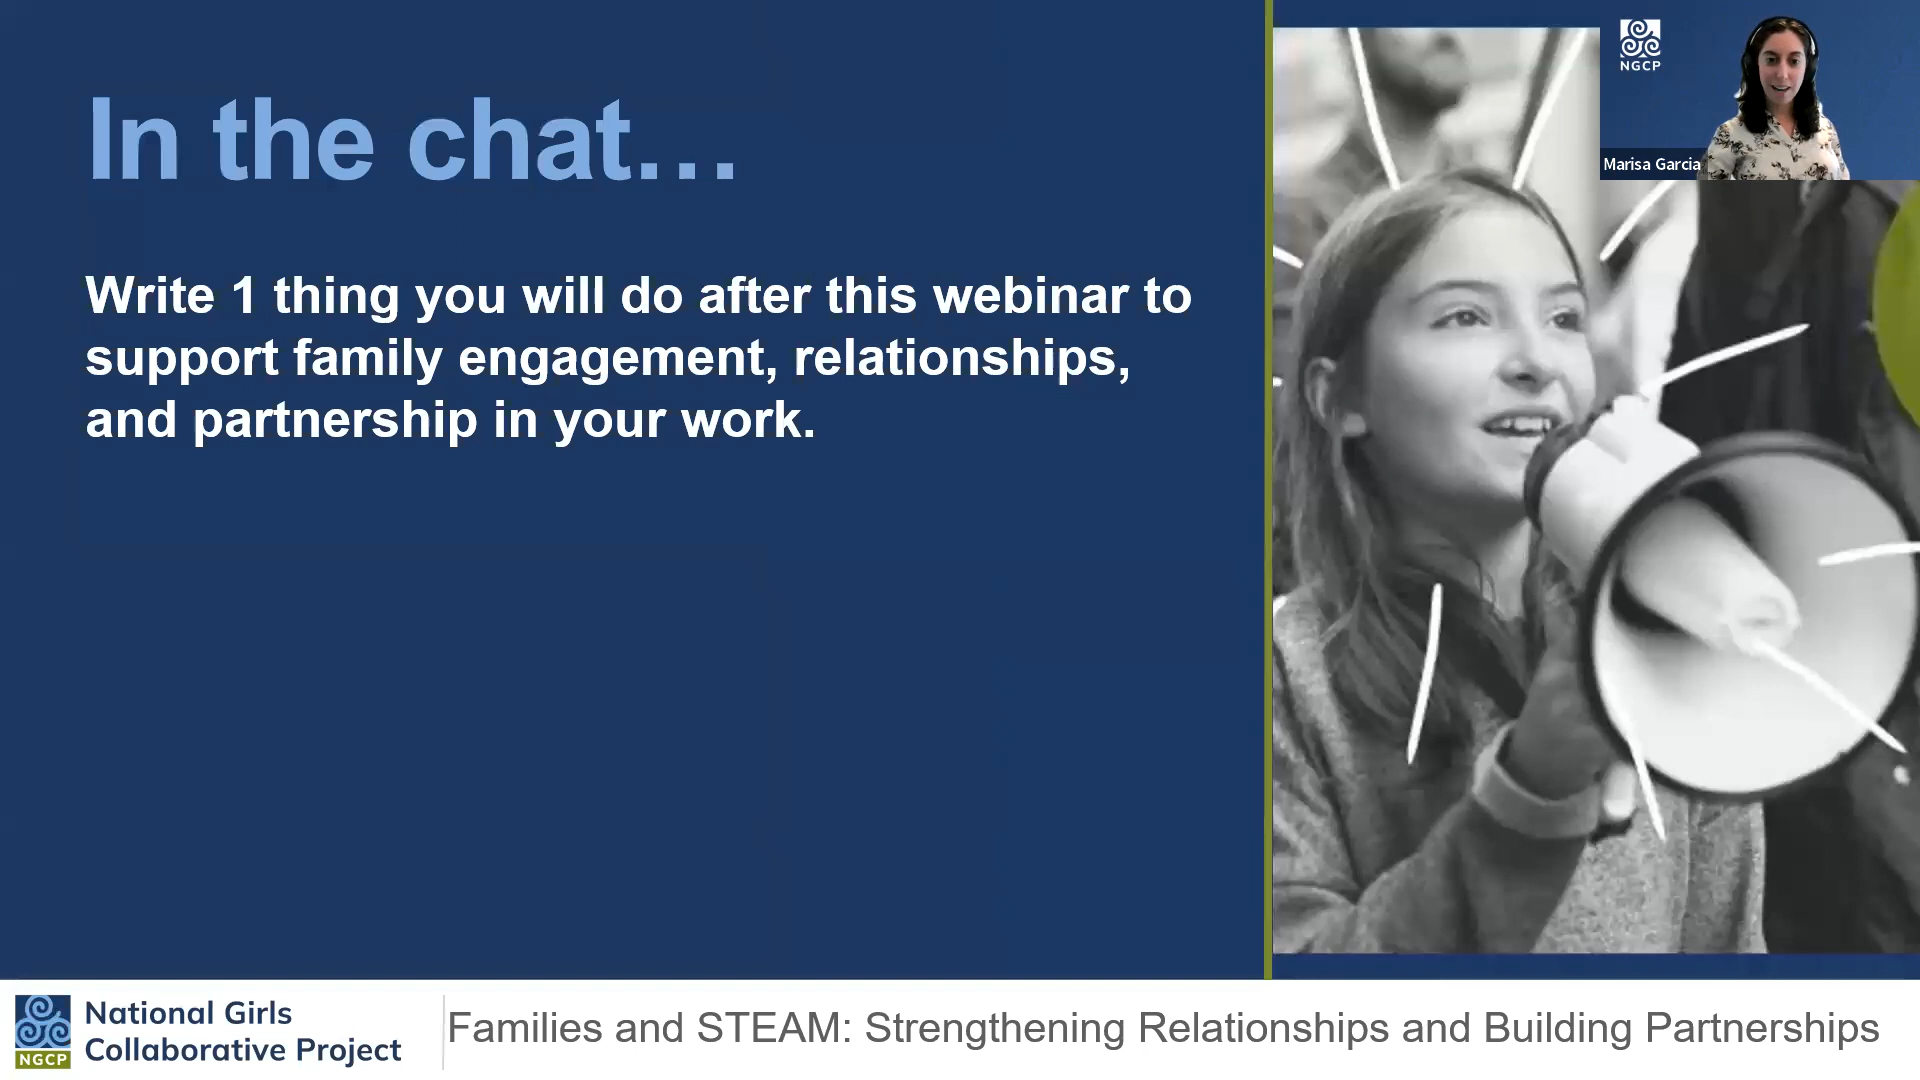 In the chat…
Write 1 thing you will do after this webinar to
support family engagement, relationships,
and partnership in your work.
NGCP
Marisa Garcia
NGCP
National Girls
Collaborative Project
Families and STEAM: Strengthening Relationships and Building Partnerships